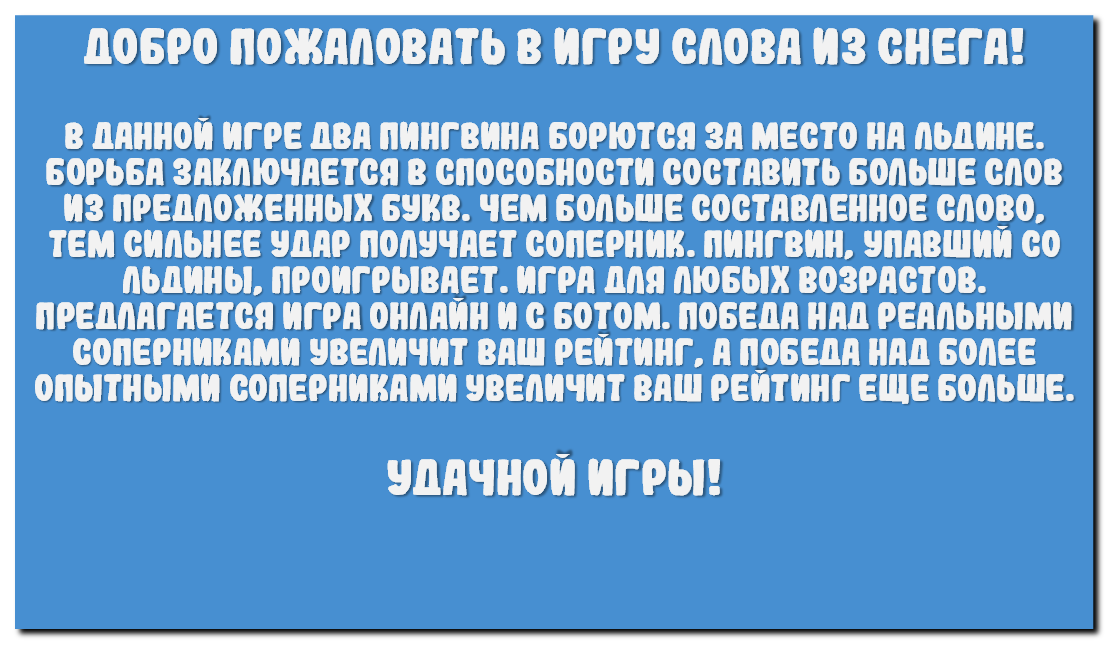 ДОБРО ПОЖАЛОВАТЬ В ИГРУ СЛОВА ИЗ СНЕГА!
В ДАННОЙ ИГРЕ ДВА ПИНГВИНА БОРЮТСЯ ЗА МЕСТО НА ЛЬДИНЕ.
БОРЬБА ЗАКЛЮЧАЕТСЯ В СПОСОБНОСТИ СОСТАВИТЬ БОЛЬШЕ СЛОВ
ИЗ ПРЕДЛОЖЕННЫХ БУКВ. ЧЕМ БОЛЬШЕ СОСТАВЛЕННОЕ СЛОВО,
ТЕМ СИЛЬНЕЕ УДАР ПОЛУЧАЕТ СОПЕРНИК. ПИНГВИН, УПАВШИЙ СО
ЛЬДИНЫ, ПРОИГРЫВАЕТ. ИГРА ДЛЯ ЛЮБЫХ ВОЗРАСТОВ.
ПРЕДЛАГАЕТСЯ ИГРА ОНЛАЙН И С БОТОМ. ПОБЕДА НАД РЕАЛЬНЫМИ
СОПЕРНИКАМИ УВЕЛИЧИТ ВАШ РЕЙТИНГ, А ПОБЕДА НАД БОЛЕЕ
ОПЫТНЫМИ СОПЕРНИКАМИ УВЕЛИЧИТ ВАШ РЕЙТИНГ ЕЩЕ БОЛЬШЕ.
УДАЧНОЙ ИГРЫ!